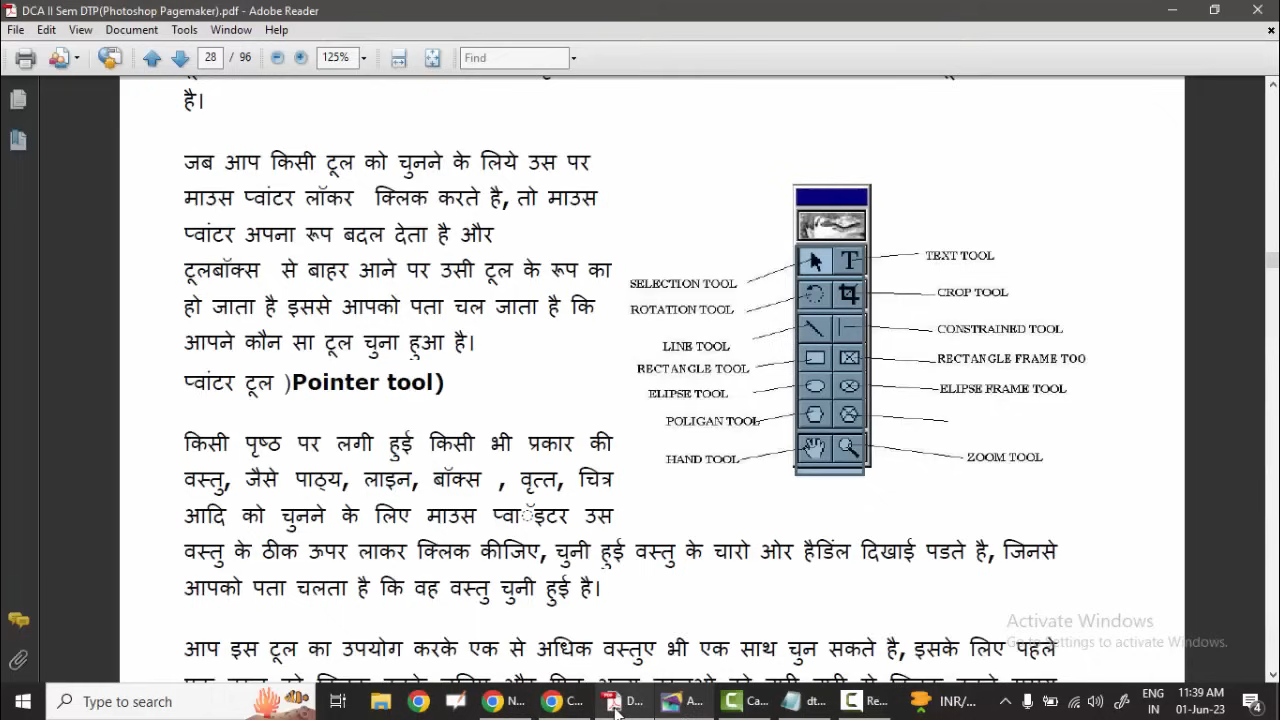 DCA II Sem DTP(Photoshop Pagemaker).pdf - Adobe Reader
File Edit View Document Tools Window Help
28 / 96 125% Find
है।
जब आप किसी टूल को चुनने के लिये उस पर
माउस प्वांटर लॉकर क्लिक करते है, तो माउस
प्वांटर अपना रूप बदल देता है और
टूलबॉक्स से बाहर आने पर उसी टूल के रूप का
हो जाता है इससे आपको पता चल जाता है कि
आपने कौन सा टूल चुना हुआ है।
प्वांटर टूल )Pointer tool)
किसी पृष्ठ पर लगी हुई किसी भी प्रकार की
वस्तु, जैसे पाठ्य, लाइन, बॉक्स , वृत्त, चित्र
आदि को चुनने के लिए माउस प्वाॅइटर उस
वस्तु के ठीक ऊपर लाकर क्लिक कीजिए, चुनी हुई वस्तु के चारो ओर हैडिंल दिखाई पडते है, जिनसे
आपको पता चलता है कि वह वस्तु चुनी हुई है।
आप इस टूल का उपयोग करके एक से अधिक वस्तुए भी एक साथ चुन सकते है, इसके लिए पहले
SELECTION TOOL
ROTATION TOOL
LINE TOOL
RECTANGLE TOOL
ELIPSE TOOL
POLIGAN TOOL
HAND TOOL
T
TEXT TOOL
CROP TOOL
CONSTRAINED TOOL
RECTANGLE FRAME TOO
ELIPSE FRAME TOOL
ZOOM TOOL
Activate Windows
Go to Settings to activate Windows.
Type here to search
N... C... D... A... Ca... dt... Re... INR/...
ENG
IN
11:39 AM
01-Jun-23
4